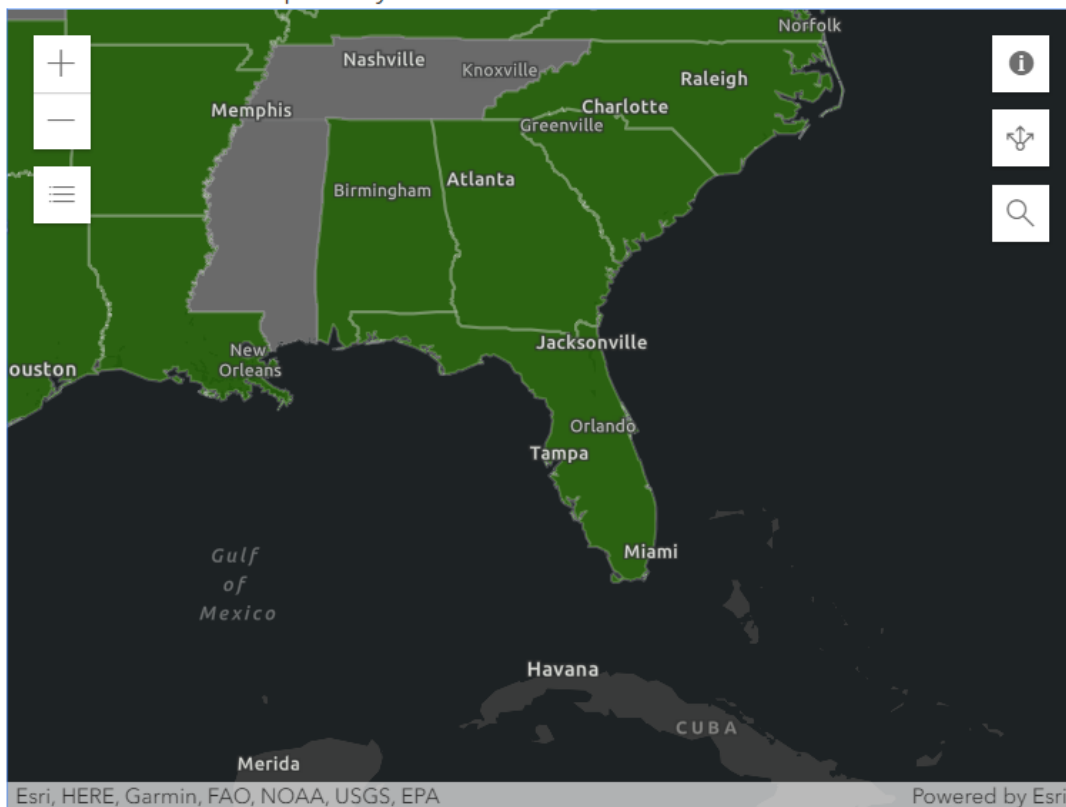 Norfolk
Nashville
Knoxville
Raleigh
Memphis
Charlotte
Greenville
Birmingham
Atlanta
Jacksonville
New
Orleans
ouston
Orlando
Tampa
Miami
Gulf
of
Mexico
Havana
CUBA
Merida
Esri, HERE, Garmin, FAO, NOAA, USGS, EPA
Powered by Esri